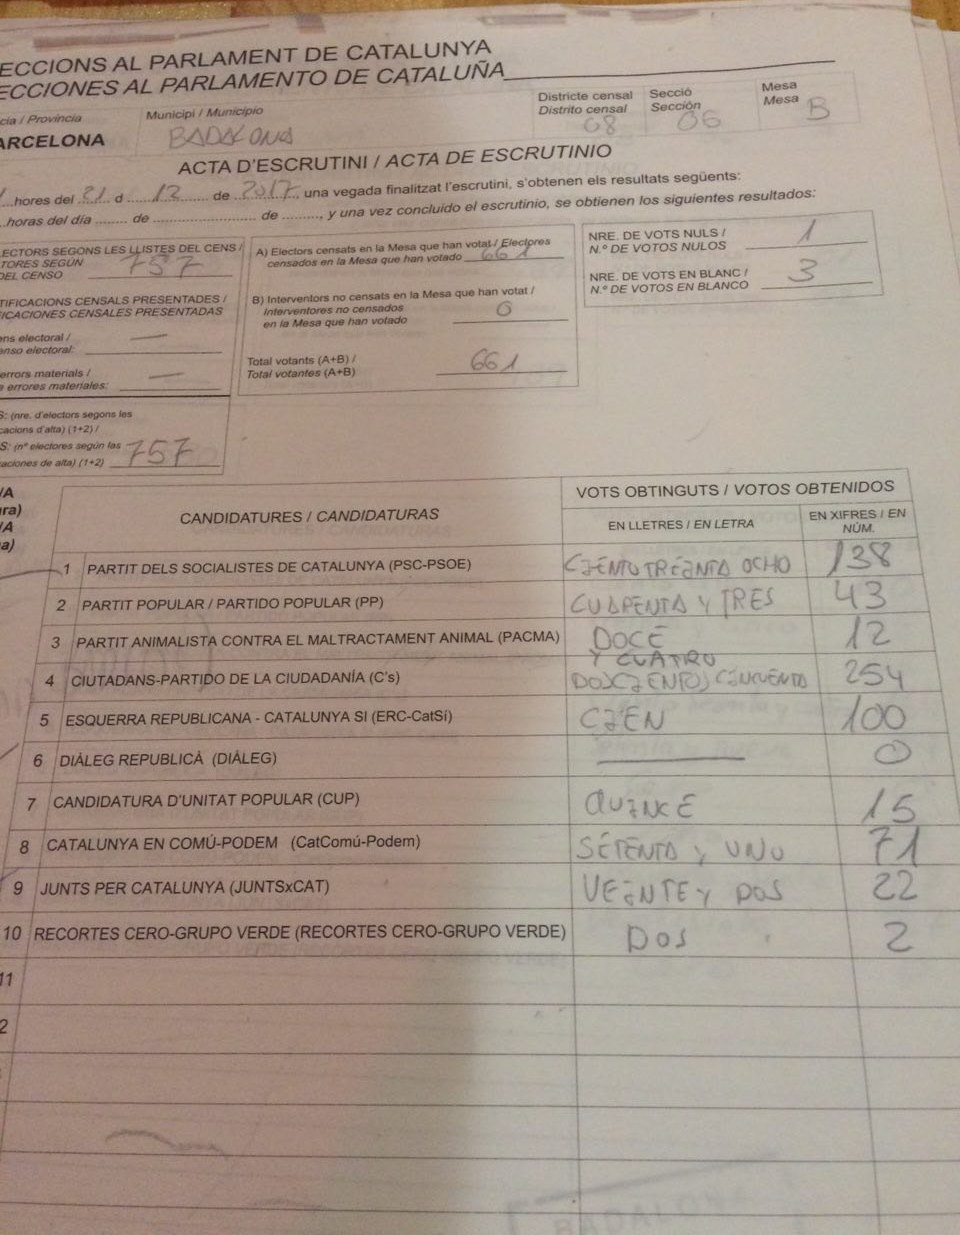 ECCIONS AL PARLAMENT DE CATALUNYA
ECCIONES AL PARLAMENTO DE CATALUÑA
cia / Província
ARCELONA
Municipi / Municipio
BADALONA
Districte censal
Distrito censal
08
Secció
Sección
06
Mesa
Mesa
B
ACTA D'ESCRUTINI / ACTA DE ESCRUTINIO
...hores del 21 d ... 12 ... de 2017, una vegada finalitzat l'escrutini, s'obtenen els resultats següents:
...horas del día ........ de ........................ de ........., y una vez concluido el escrutinio, se obtienen los siguientes resultados:
ECTORS SEGONS LES LLISTES DEL CENS /
TORES SEGÚN
DEL CENSO
757
TIFICACIONS CENSALS PRESENTADES /
ICACIONES CENSALES PRESENTADAS
ens electoral /
enso electoral: —
errors materials /
e errores materiales: —
S: (nre. d'electors segons les
cacions d'alta) (1+2) /
S: (nº electores según las
caciones de alta) (1+2) 757
A) Electors censats en la Mesa que han votat / Electores
censados en la Mesa que han votado 661
B) Interventors no censats en la Mesa que han votat /
Interventores no censados
en la Mesa que han votado 0
Total votants (A+B) /
Total votantes (A+B) 661
NRE. DE VOTS NULS /
N.º DE VOTOS NULOS 1
NRE. DE VOTS EN BLANC /
N.º DE VOTOS EN BLANCO 3
/A
ra)
/A
a)
CANDIDATURES / CANDIDATURAS
VOTS OBTINGUTS / VOTOS OBTENIDOS
EN LLETRES / EN LETRA
EN XIFRES / EN
NÚM.
1 PARTIT DELS SOCIALISTES DE CATALUNYA (PSC-PSOE) CIENTO TREINTA OCHO 138
2 PARTIT POPULAR / PARTIDO POPULAR (PP) CUARENTA Y TRES 43
3 PARTIT ANIMALISTA CONTRA EL MALTRACTAMENT ANIMAL (PACMA) DOCE 12
Y CUATRO
4 CIUTADANS-PARTIDO DE LA CIUDADANÍA (C's) DOSCIENTOS CINCUENTA 254
5 ESQUERRA REPUBLICANA - CATALUNYA SI (ERC-CatSí) CIEN 100
6 DIÀLEG REPUBLICÀ (DIÀLEG) — 0
7 CANDIDATURA D'UNITAT POPULAR (CUP) QUINCE 15
8 CATALUNYA EN COMÚ-PODEM (CatComú-Podem) SETENTA Y UNO 71
9 JUNTS PER CATALUNYA (JUNTSxCAT) VEINTE Y DOS 22
10 RECORTES CERO-GRUPO VERDE (RECORTES CERO-GRUPO VERDE) DOS 2
11
2
BADALONA